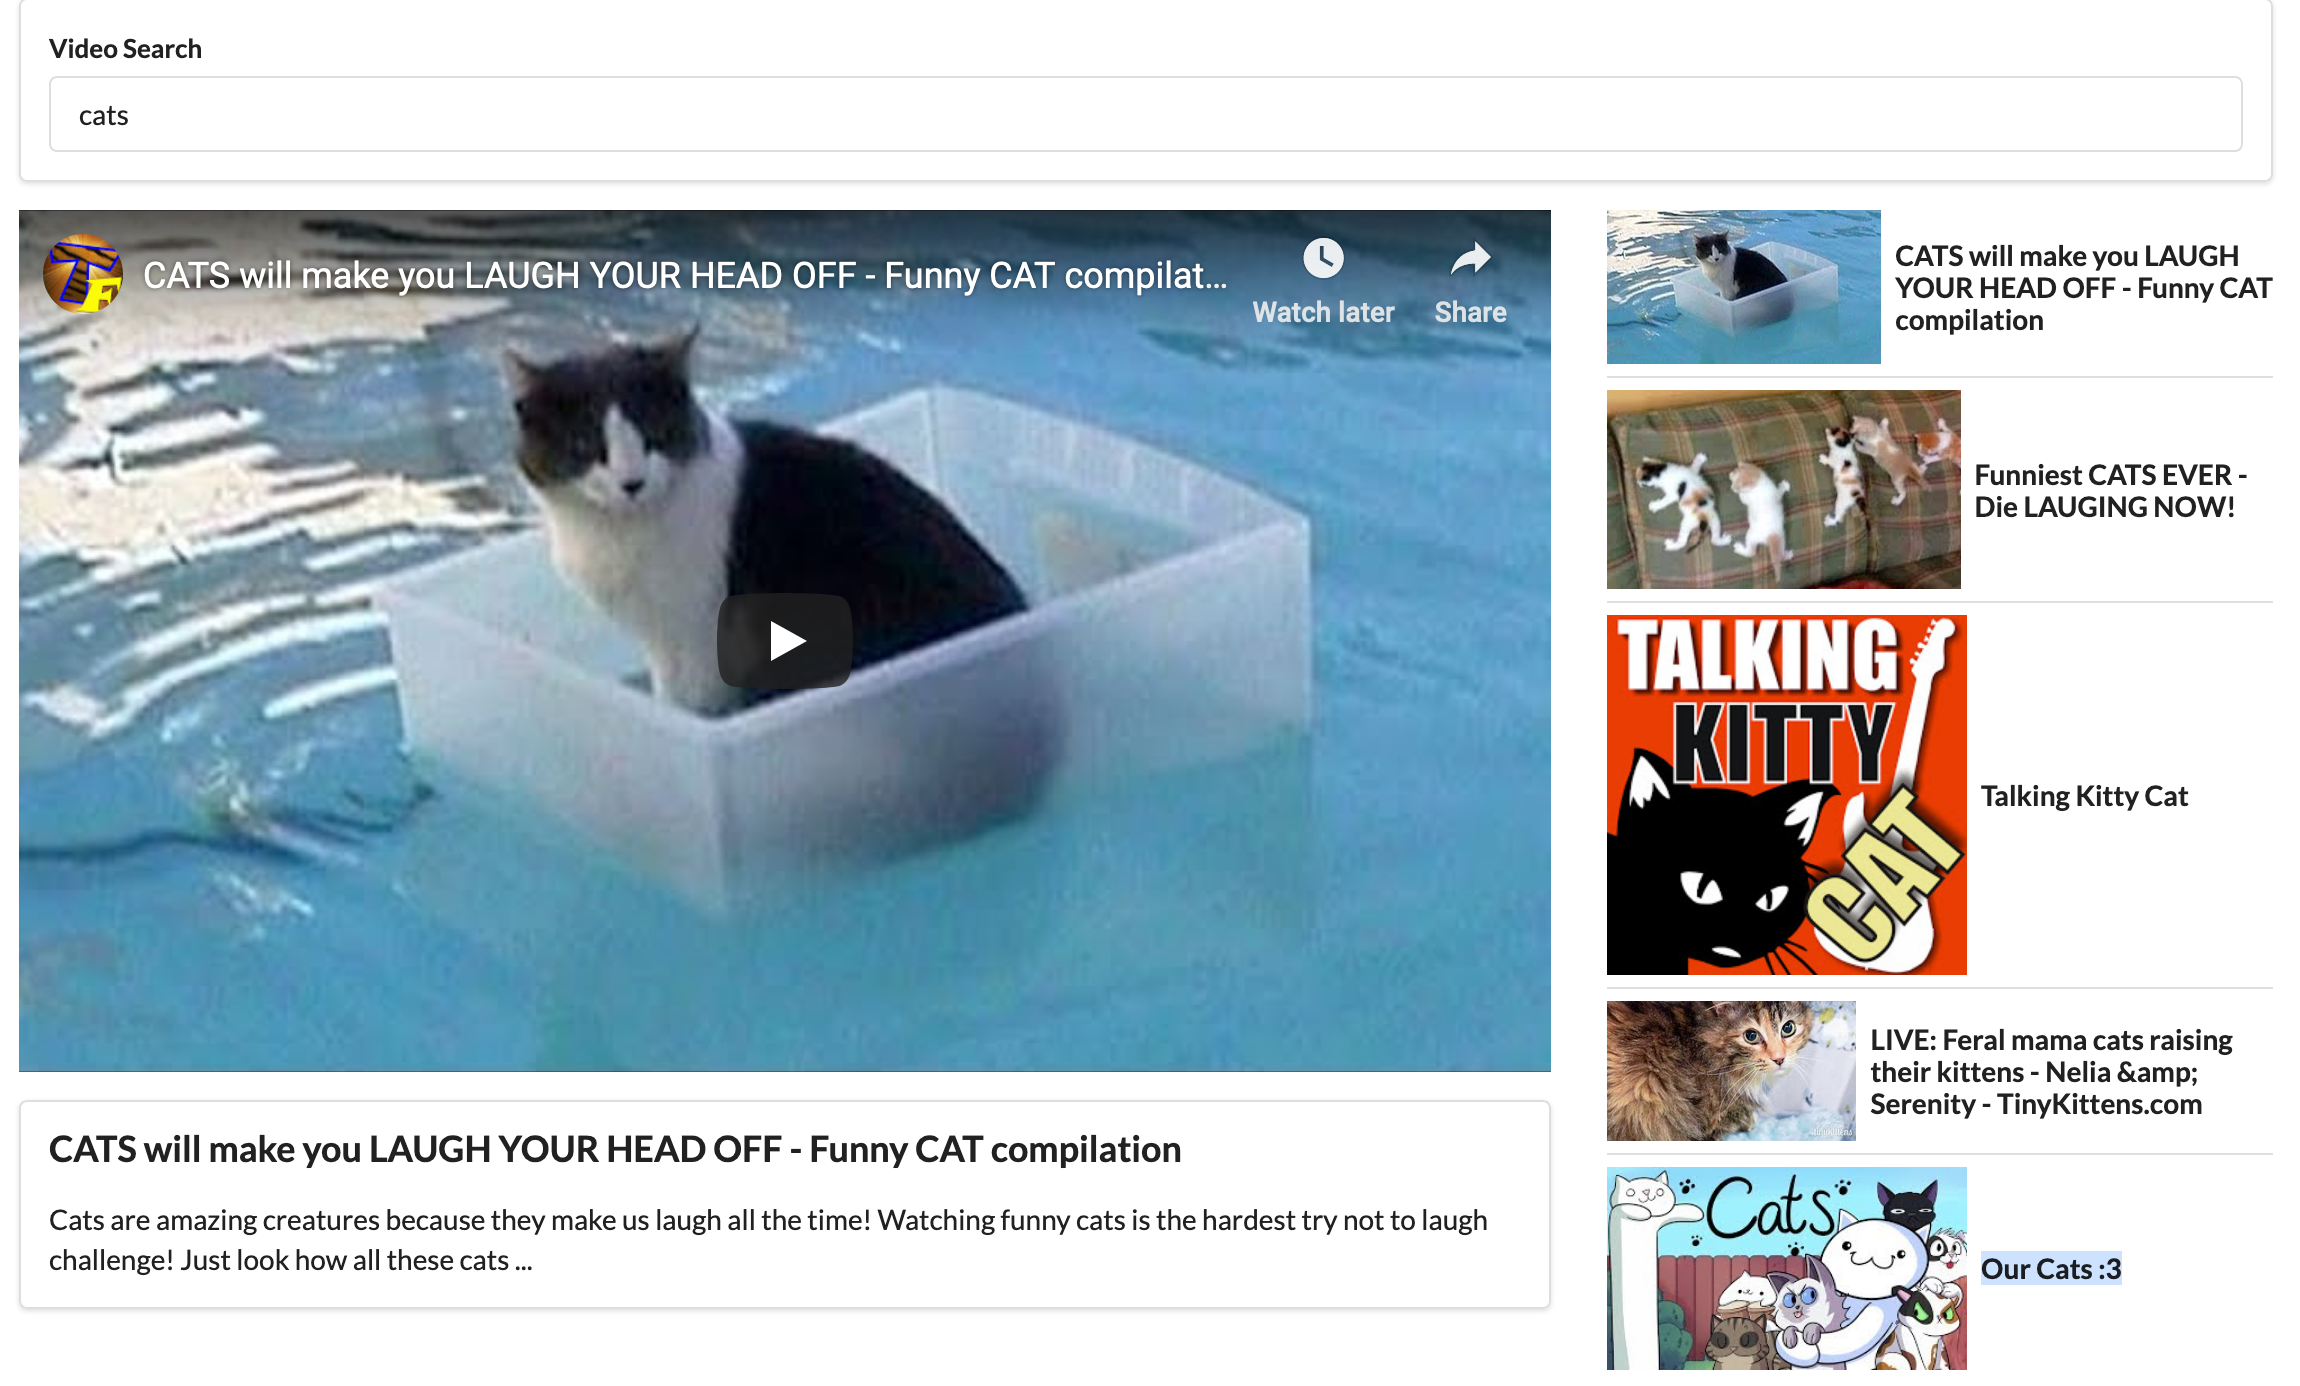 Video Search
cats
TF
CATS will make you LAUGH YOUR HEAD OFF - Funny CAT compilat...
Watch later
Share
CATS will make you LAUGH YOUR HEAD OFF - Funny CAT compilation
Cats are amazing creatures because they make us laugh all the time! Watching funny cats is the hardest try not to laugh
challenge! Just look how all these cats ...
CATS will make you LAUGH
YOUR HEAD OFF - Funny CAT
compilation
Funniest CATS EVER -
Die LAUGING NOW!
TALKING
KITTY
CAT
Talking Kitty Cat
LIVE: Feral mama cats raising
their kittens - Nelia &amp;
Serenity - TinyKittens.com
Cats
Our Cats :3